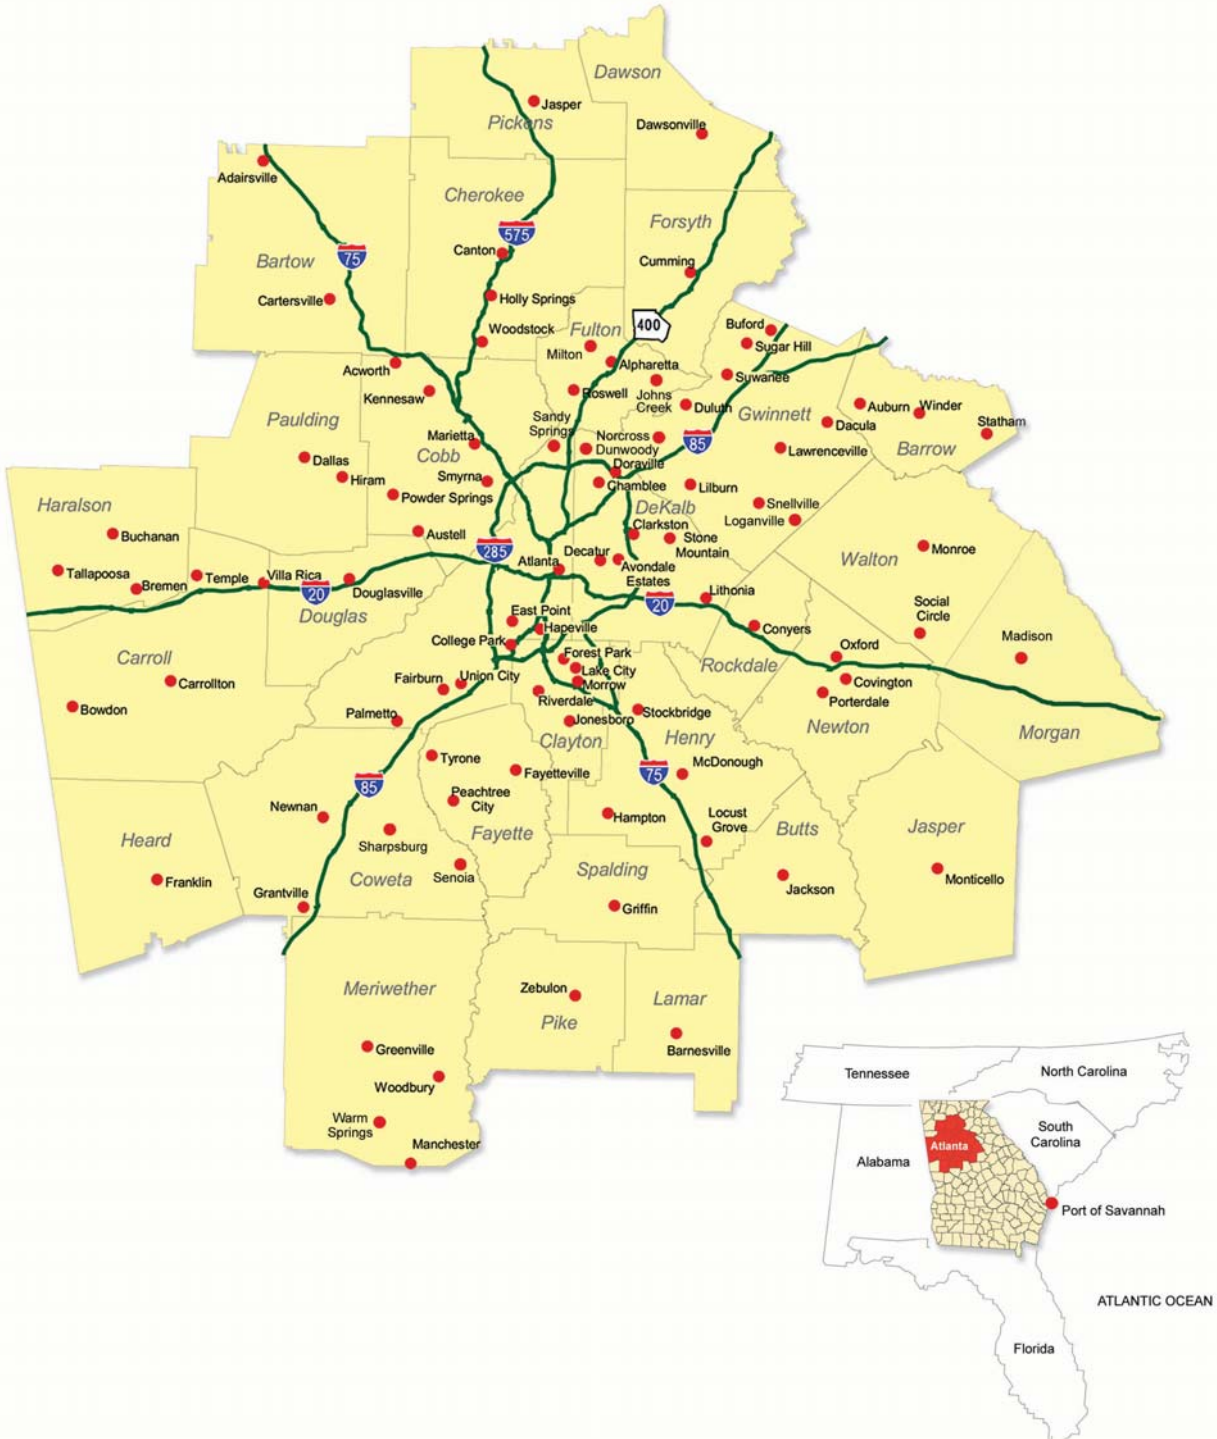 Dawson
Jasper
Pickens
Dawsonville
Adairsville
Cherokee
Forsyth
575
Canton
75
Bartow
Cumming
Cartersville
Holly Springs
400
Buford
Woodstock
Fulton
Sugar Hill
Milton
Acworth
Alpharetta
Suwanee
Kennesaw
Roswell
Johns
Creek
Duluth
Auburn
Winder
Paulding
Gwinnett
Sandy
Springs
Dacula
Statham
Marietta
Norcross
85
Cobb
Dunwoody
Lawrenceville
Barrow
Dallas
Doraville
Hiram
Smyrna
Chamblee
Lilburn
Powder Springs
Haralson
DeKalb
Snellville
Loganville
Buchanan
Austell
Clarkston
Stone
Mountain
285
Decatur
Monroe
Walton
Atlanta
Avondale
Estates
Tallapoosa
Bremen
Temple
Villa Rica
20
Douglasville
Lithonia
20
Social
Circle
Douglas
East Point
Hapeville
Conyers
Madison
College Park
Oxford
Carroll
Forest Park
Rockdale
Fairburn
Union City
Lake City
Carrollton
Morrow
Covington
Riverdale
Porterdale
Bowdon
Palmetto
Jonesboro
Stockbridge
Newton
Clayton
Henry
Morgan
Tyrone
McDonough
Fayetteville
75
85
Peachtree
City
Newnan
Hampton
Locust
Grove
Butts
Jasper
Heard
Fayette
Sharpsburg
Spalding
Senoia
Coweta
Franklin
Jackson
Monticello
Grantville
Griffin
Meriwether
Zebulon
Lamar
Pike
Greenville
Barnesville
Woodbury
Warm
Springs
Manchester
Tennessee
North Carolina
South
Carolina
Atlanta
Alabama
Port of Savannah
ATLANTIC OCEAN
Florida